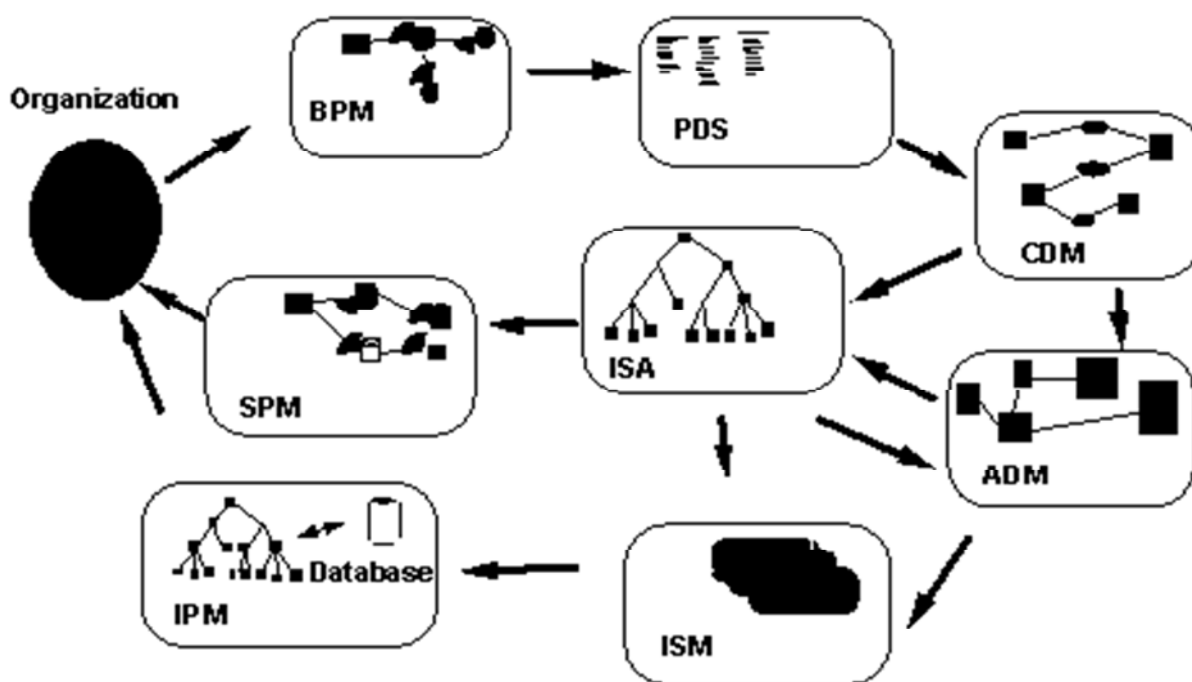 Organization
BPM
PDS
CDM
ISA
SPM
ADM
Database
IPM
ISM